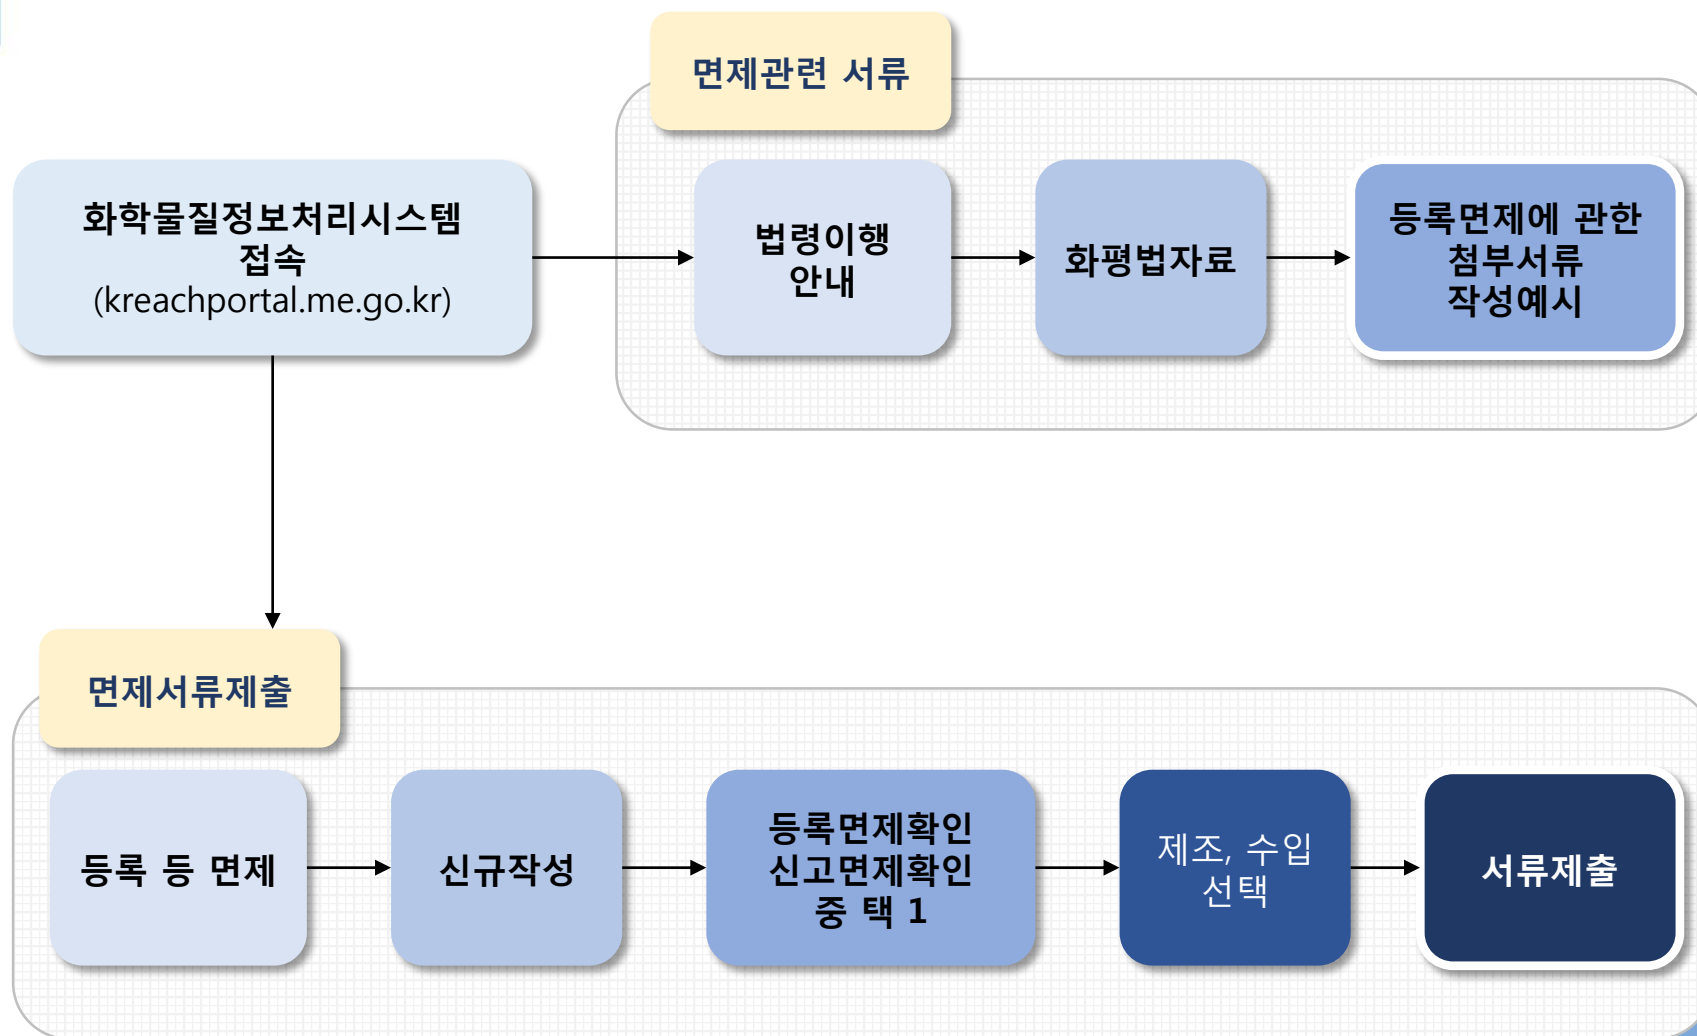 면제관련 서류
화학물질정보처리시스템
접속
(kreachportal.me.go.kr)
법령이행
안내
화평법자료
등록면제에 관한
첨부서류
작성예시
면제서류제출
등록 등 면제
신규작성
등록면제확인
신고면제확인
중 택 1
제조, 수입
선택
서류제출